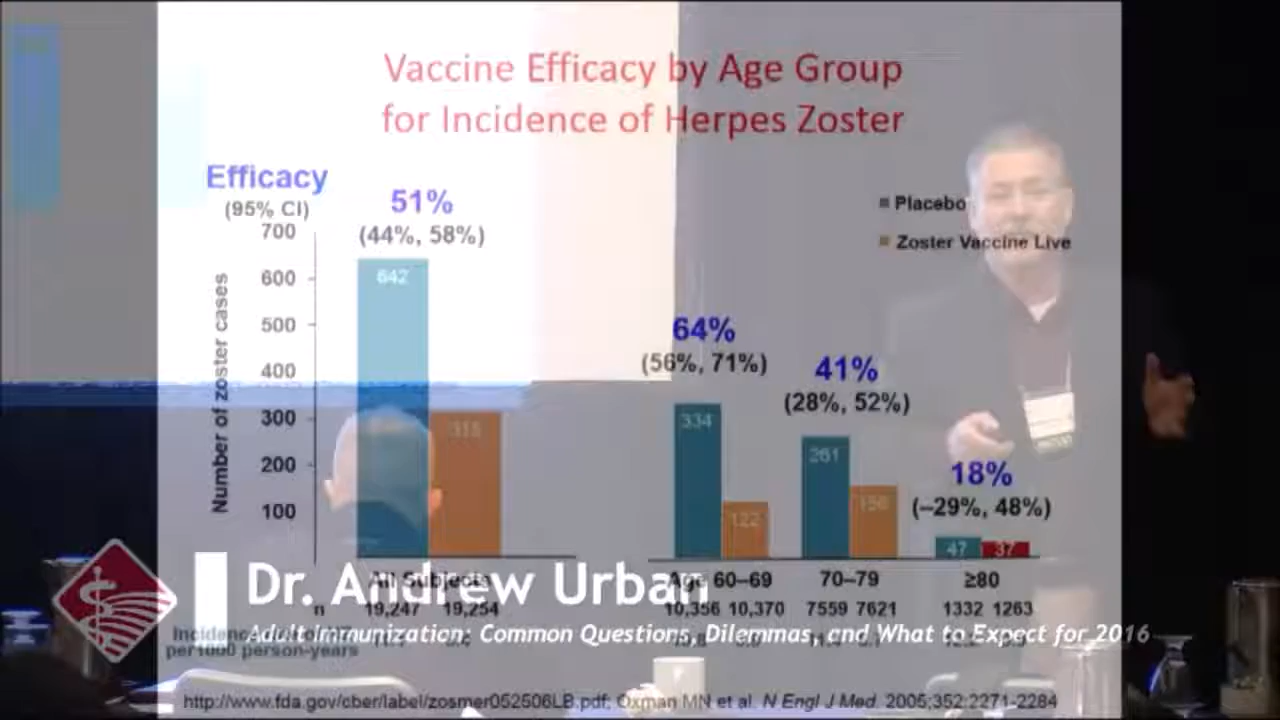 Vaccine Efficacy by Age Group
for Incidence of Herpes Zoster
Efficacy
(95% CI)
51%
(44%, 58%)
Placebo
Zoster Vaccine Live
700
600
500
400
300
200
100
Number of zoster cases
642
315
64%
(56%, 71%)
334
122
41%
(28%, 52%)
261
156
18%
(–29%, 48%)
47 37
All Subjects Age 60–69 70–79 ≥80
n 19,247 19,254 10,356 10,370 7559 7621 1332 1263
Dr. Andrew Urban
Adult Immunization: Common Questions, Dilemmas, and What to Expect for 2016
per1000 person-years
http://www.fda.gov/cber/label/zosmer052506LB.pdf; Oxman MN et al. N Engl J Med. 2005;352:2271-2284